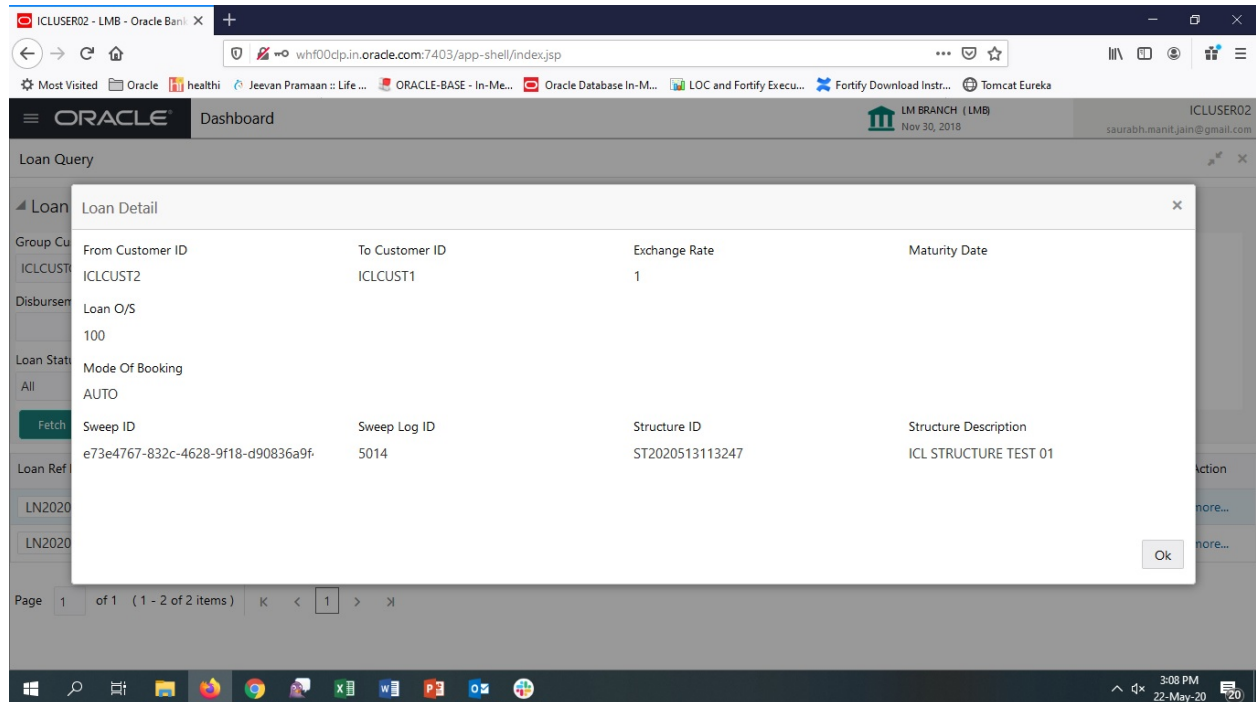 ICLUSER02 - LMB - Oracle Bank
whf00clp.in.oracle.com:7403/app-shell/index.jsp
Most Visited Oracle healthi Jeevan Pramaan :: Life ... ORACLE-BASE - In-Me... Oracle Database In-M... LOC and Fortify Execu... Fortify Download Instr... Tomcat Eureka
ORACLE Dashboard LM BRANCH ( LMB) ICLUSER02
Nov 30, 2018 saurabh.manit.jain@gmail.com
Loan Query
Loan Loan Detail
Group Cu From Customer ID To Customer ID Exchange Rate Maturity Date
ICLCUST ICLCUST2 ICLCUST1 1
Disbursem Loan O/S
100
Loan Stat Mode Of Booking
All AUTO
Fetch Sweep ID Sweep Log ID Structure ID Structure Description
e73e4767-832c-4628-9f18-d90836a9f 5014 ST2020513113247 ICL STRUCTURE TEST 01
Loan Ref Action
LN2020 more...
LN2020 more...
Ok
Page 1 of 1 ( 1 - 2 of 2 items ) K < 1 > >|
3:08 PM
22-May-20 20